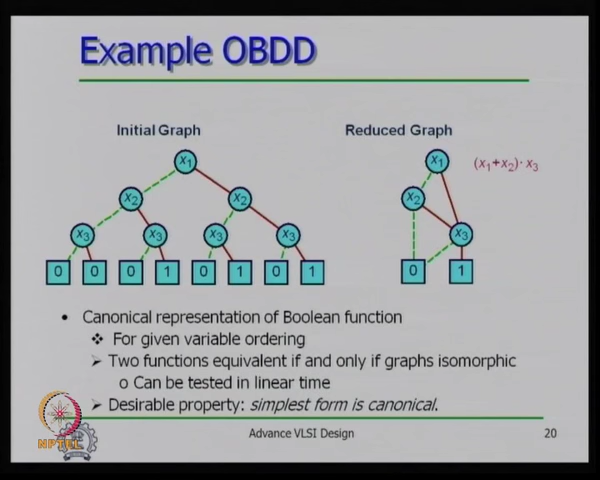 Example OBDD
Initial Graph
Reduced Graph
x1
x1
(x1+x2)· x3
x2
x2
x2
x3
x3
x3
x3
x3
0
0
0
1
0
1
0
1
0
1
• Canonical representation of Boolean function
❖ For given variable ordering
➢ Two functions equivalent if and only if graphs isomorphic
o Can be tested in linear time
➢ Desirable property: simplest form is canonical.
NPTEL
Advance VLSI Design
20